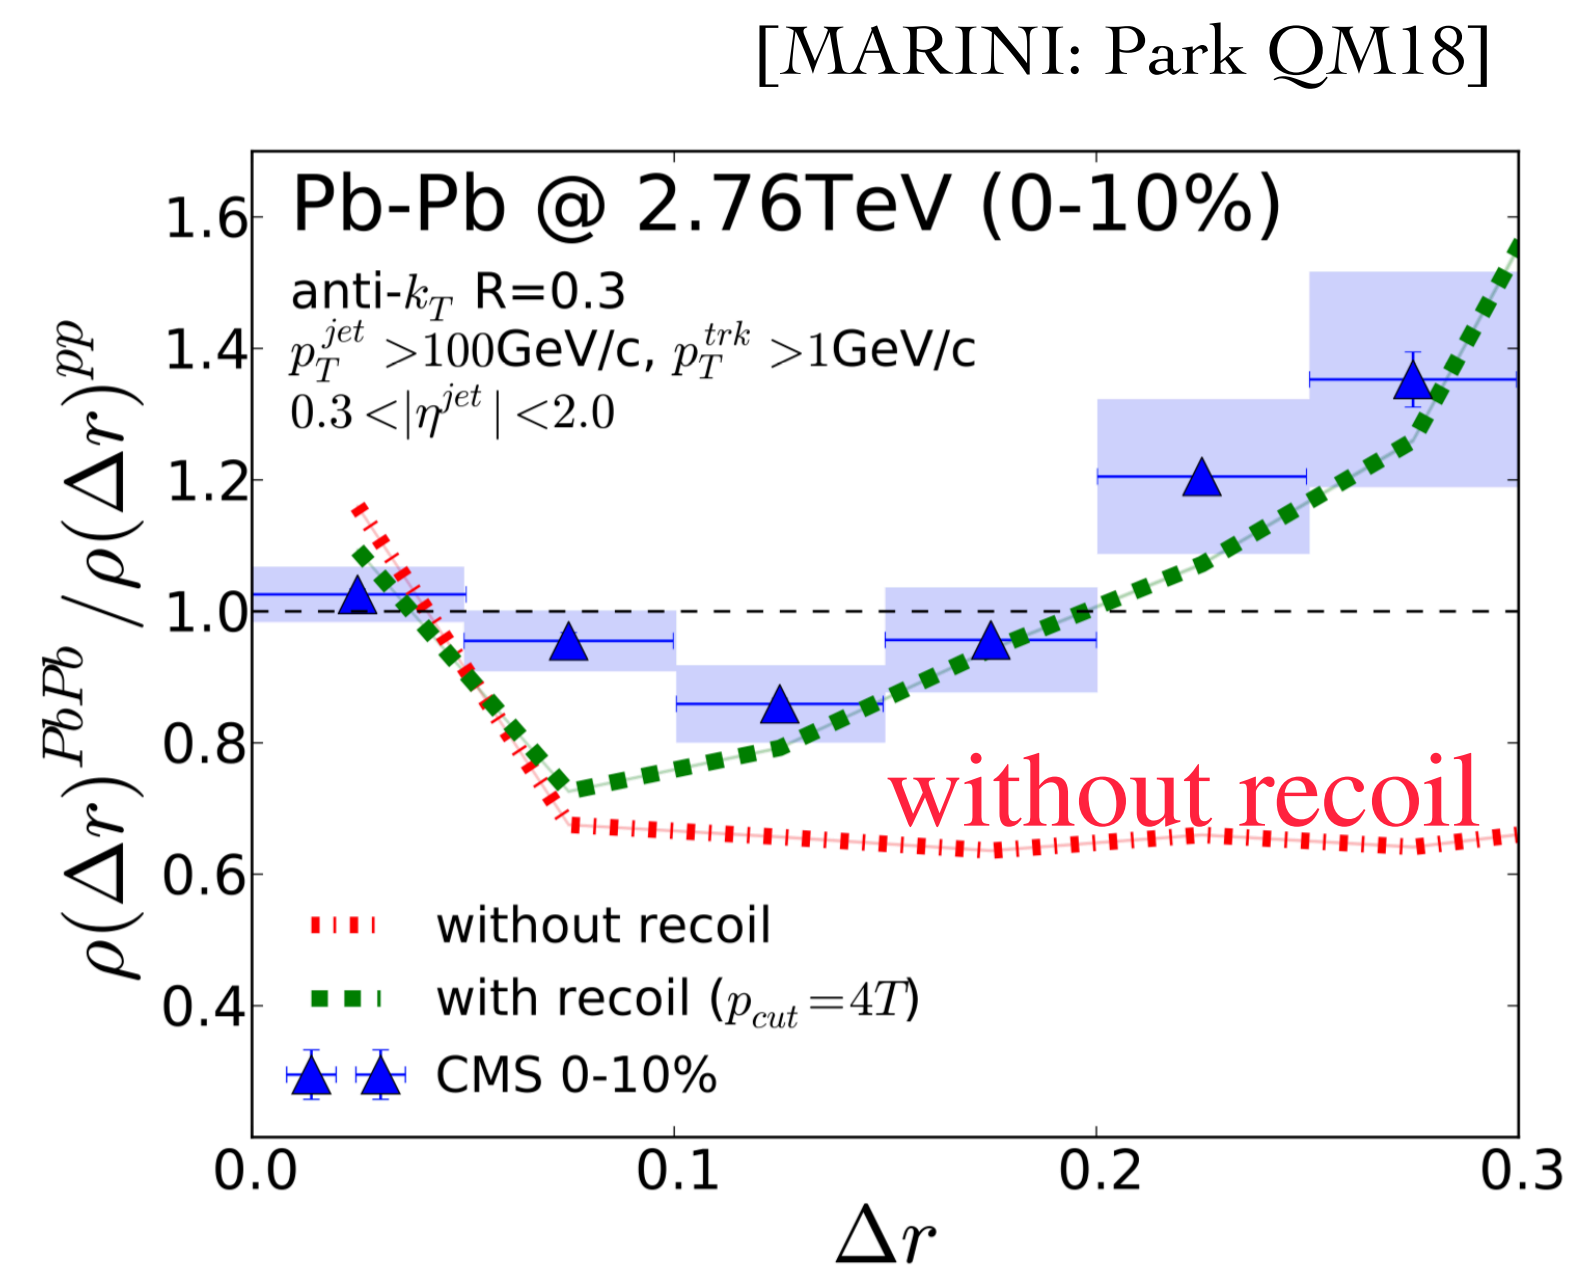 [MARINI: Park QM18]
Pb-Pb @ 2.76TeV (0-10%)
anti-k_T R=0.3
p_T^{jet} >100GeV/c, p_T^{trk} >1GeV/c
0.3<|η^{jet}|<2.0
ρ(Δr)^{PbPb} / ρ(Δr)^{pp}
1.6
1.4
1.2
1.0
0.8
0.6
0.4
without recoil
without recoil
with recoil (p_{cut}=4T)
CMS 0-10%
0.0 0.1 0.2 0.3
Δr